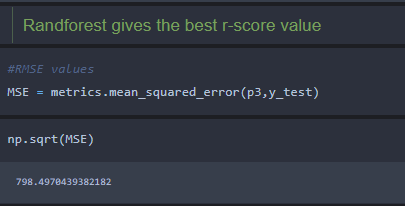 Randforest gives the best r-score value
#RMSE values
MSE = metrics.mean_squared_error(p3,y_test)
np.sqrt(MSE)
798.4970439382182